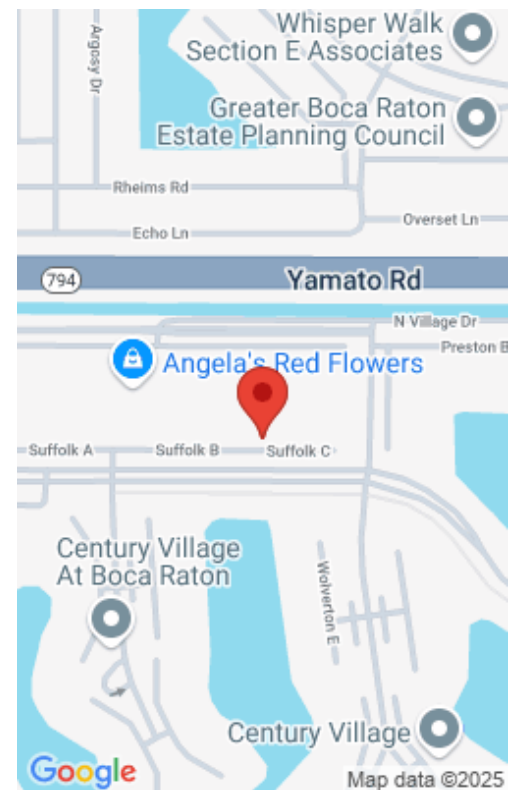 Whisper Walk
Section E Associates
Argosy Dr
Greater Boca Raton
Estate Planning Council
Rheims Rd
Overset Ln
Echo Ln
794
Yamato Rd
N Village Dr
Preston B
Angela's Red Flowers
Suffolk A
Suffolk B
Suffolk C
Century Village
At Boca Raton
Wolverton E
Century Village
Google
Map data ©2025